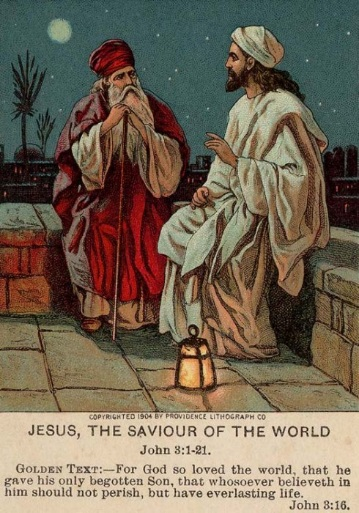 COPYRIGHTED 1904 BY PROVIDENCE LITHOGRAPH CO
JESUS, THE SAVIOUR OF THE WORLD
John 3:1-21.
GOLDEN TEXT:—For God so loved the world, that he
gave his only begotten Son, that whosoever believeth in
him should not perish, but have everlasting life.
John 3:16.